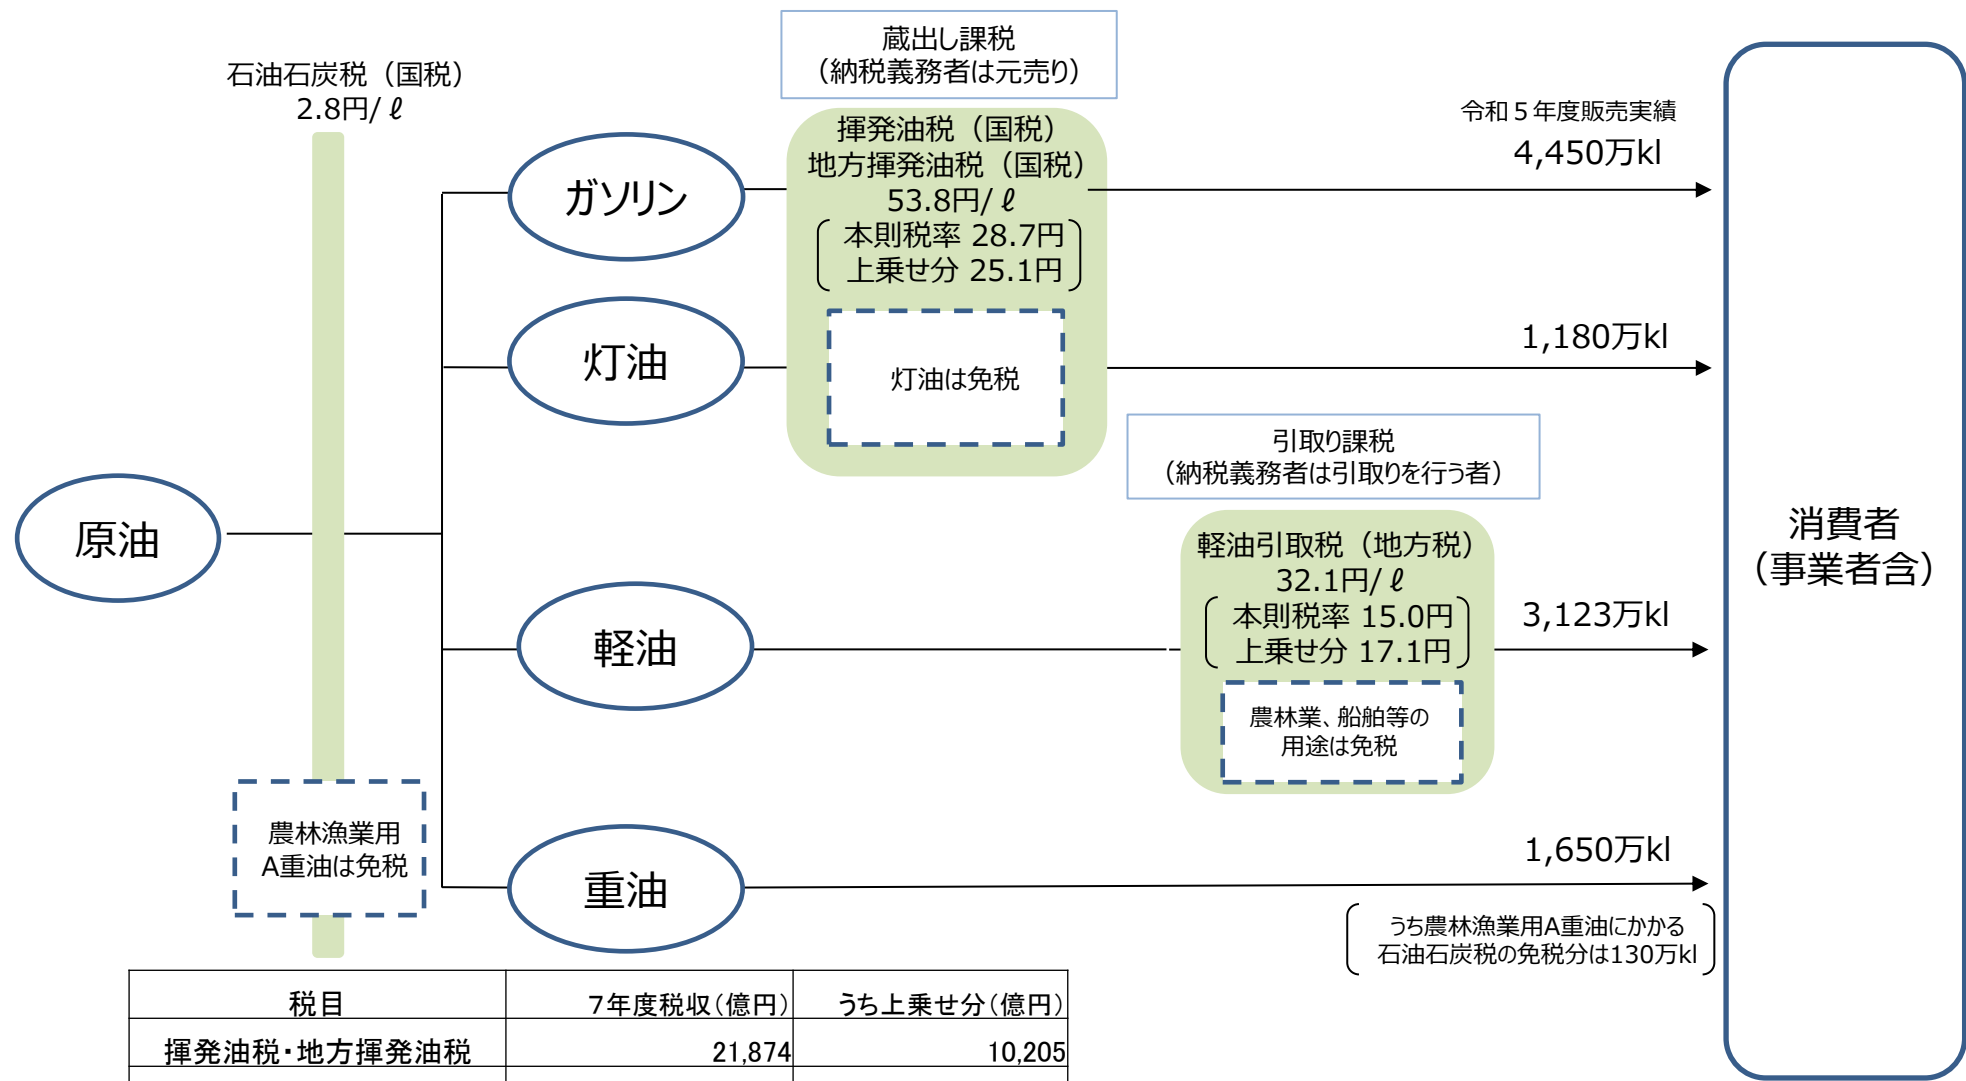 蔵出し課税
（納税義務者は元売り）
石油石炭税（国税）
2.8円/ℓ
令和５年度販売実績
揮発油税（国税）
地方揮発油税（国税）
53.8円/ℓ
本則税率 28.7円
上乗せ分 25.1円
4,450万kl
ガソリン
灯油
灯油は免税
1,180万kl
引取り課税
（納税義務者は引取りを行う者）
原油
消費者
（事業者含）
軽油引取税（地方税）
32.1円/ℓ
本則税率 15.0円
上乗せ分 17.1円
3,123万kl
軽油
農林業、船舶等の
用途は免税
農林漁業用
A重油は免税
重油
1,650万kl
うち農林漁業用A重油にかかる
石油石炭税の免税分は130万kl
税目 7年度税収（億円） うち上乗せ分（億円）
揮発油税・地方揮発油税 21,874 10,205